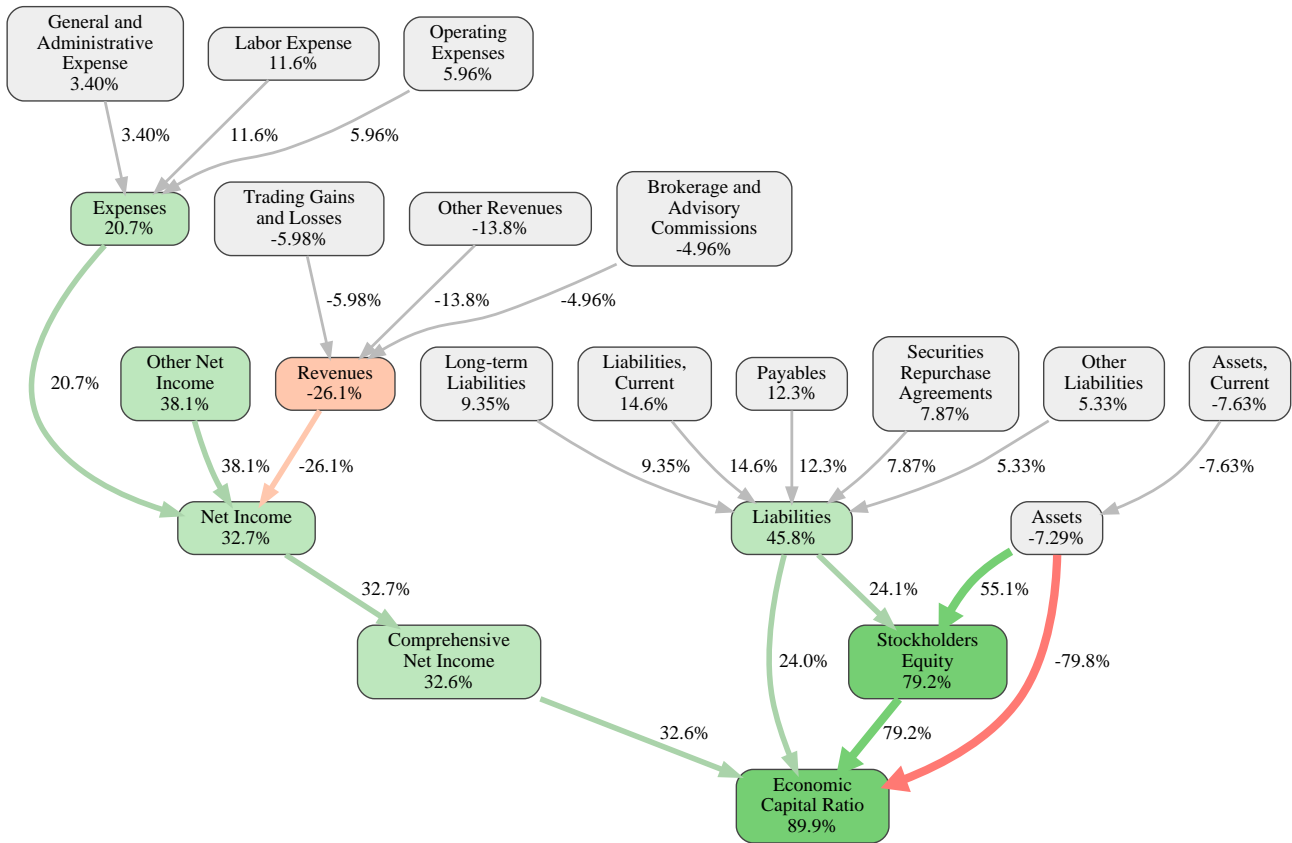 General and
Administrative
Expense
3.40%
Labor Expense
11.6%
Operating
Expenses
5.96%
3.40%
11.6%
5.96%
Expenses
20.7%
Trading Gains
and Losses
-5.98%
Other Revenues
-13.8%
Brokerage and
Advisory
Commissions
-4.96%
-5.98%
-13.8%
-4.96%
20.7%
Other Net
Income
38.1%
Revenues
-26.1%
Long-term
Liabilities
9.35%
Liabilities,
Current
14.6%
Payables
12.3%
Securities
Repurchase
Agreements
7.87%
Other
Liabilities
5.33%
Assets,
Current
-7.63%
38.1%
-26.1%
9.35%
14.6%
12.3%
7.87%
5.33%
-7.63%
Net Income
32.7%
Liabilities
45.8%
Assets
-7.29%
32.7%
24.1%
55.1%
Comprehensive
Net Income
32.6%
24.0%
Stockholders
Equity
79.2%
-79.8%
32.6%
79.2%
Economic
Capital Ratio
89.9%